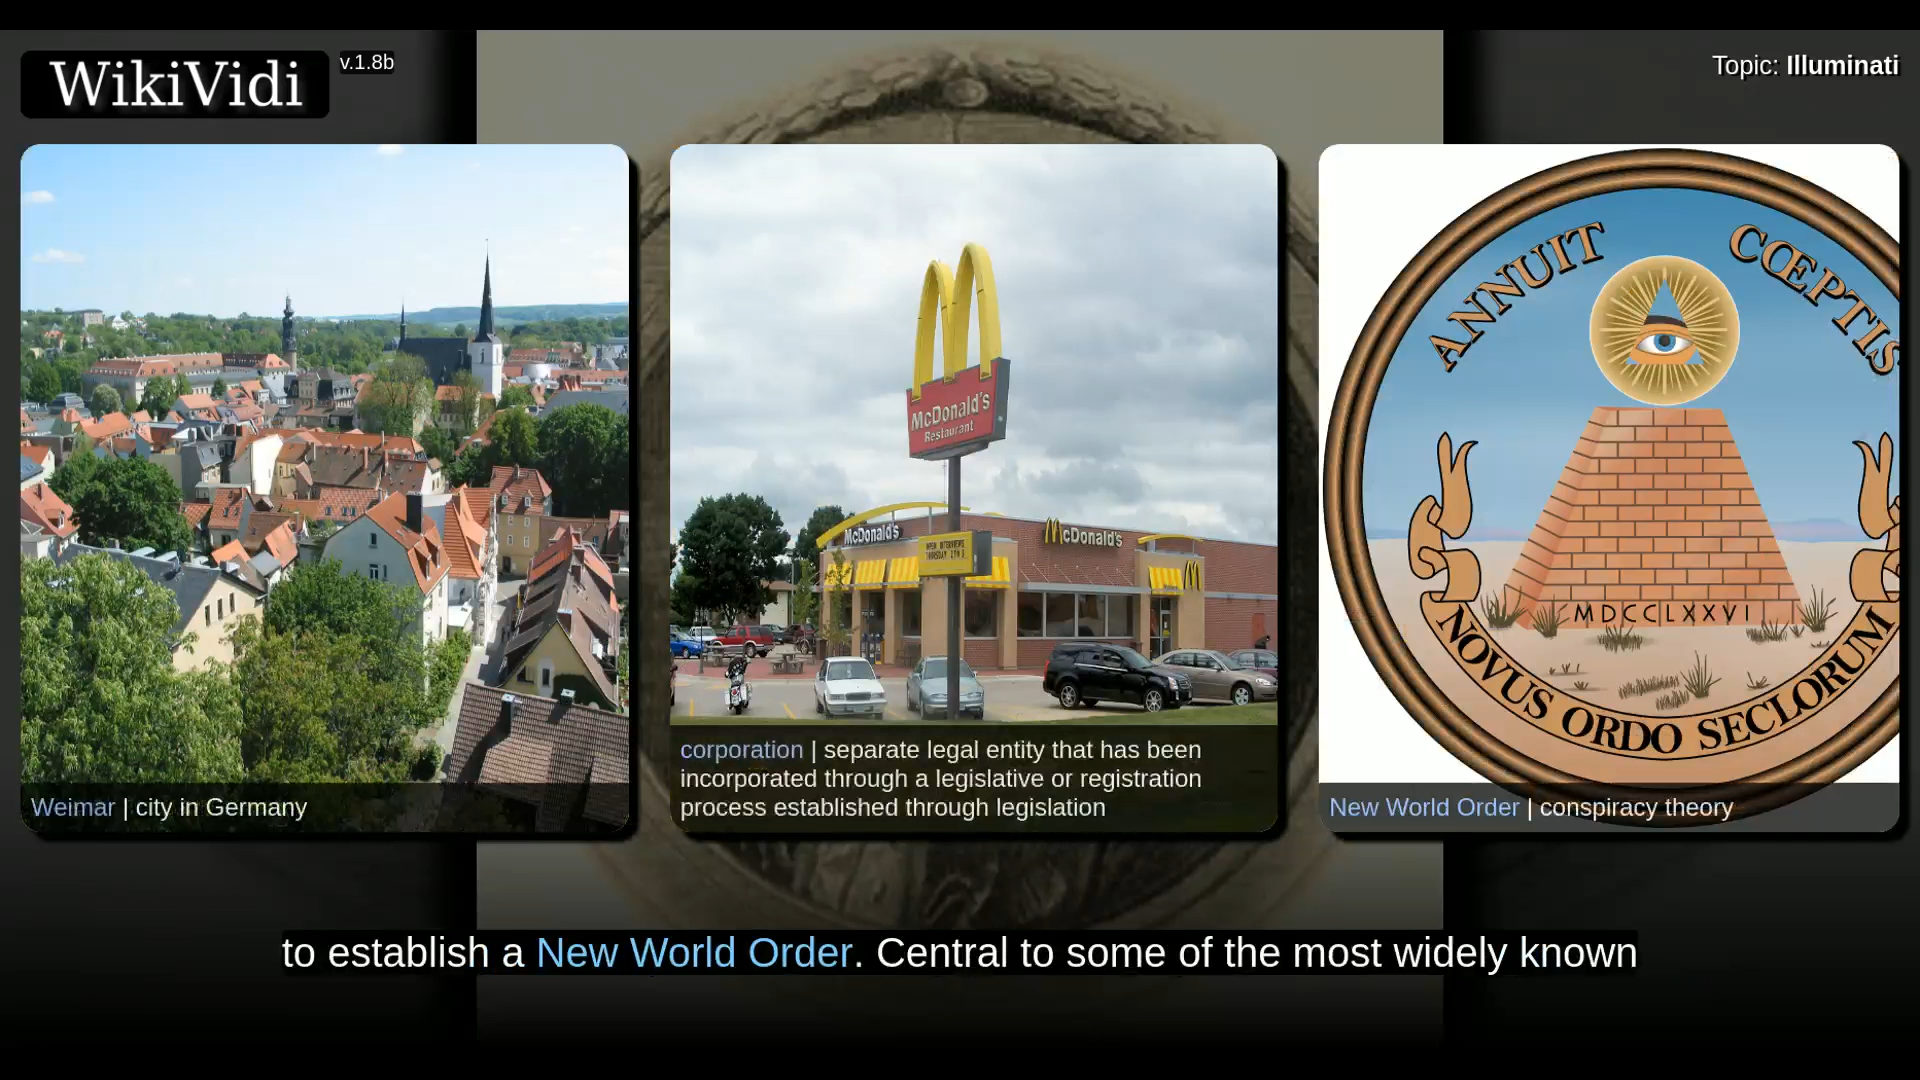 WikiVidi
v.1.8b
Topic: Illuminati
Weimar | city in Germany
McDonald's
Restaurant
McDonald's
McDonald's
corporation | separate legal entity that has been
incorporated through a legislative or registration
process established through legislation
ANNUIT CŒPTIS
MDCCLXXVI
NOVUS ORDO SECLORUM
New World Order | conspiracy theory
to establish a New World Order. Central to some of the most widely known